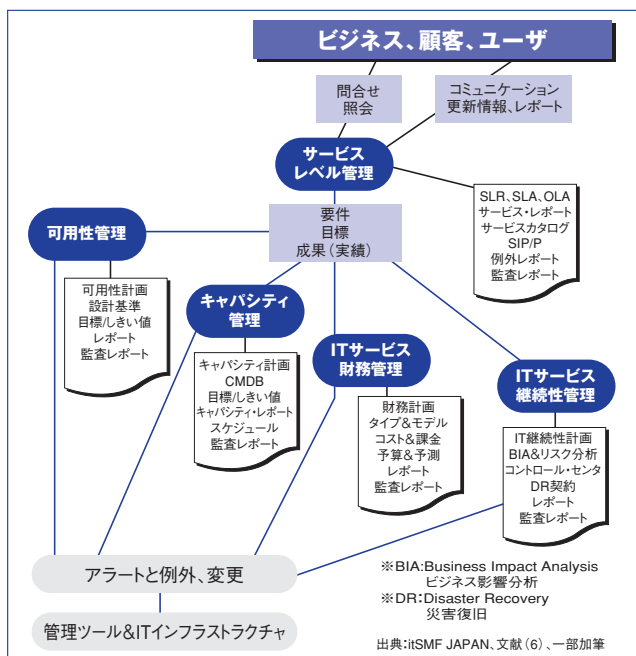 ビジネス、顧客、ユーザ
問合せ
照会
コミュニケーション
更新情報、レポート
サービス
レベル管理
SLR、SLA、OLA
サービス・レポート
サービスカタログ
SIP/P
例外レポート
監査レポート
要件
目標
成果(実績)
可用性管理
可用性計画
設計基準
目標/しきい値
レポート
監査レポート
キャパシティ
管理
キャパシティ計画
CMDB
目標/しきい値
キャパシティ・レポート
スケジュール
監査レポート
ITサービス
財務管理
財務計画
タイプ&モデル
コスト&課金
予算&予測
レポート
監査レポート
ITサービス
継続性管理
IT継続性計画
BIA&リスク分析
コントロール・センタ
DR契約
レポート
監査レポート
アラートと例外、変更
管理ツール&ITインフラストラクチャ
※BIA:Business Impact Analysis
ビジネス影響分析
※DR:Disaster Recovery
災害復旧
出典:itSMF JAPAN、文献(6)、一部加筆